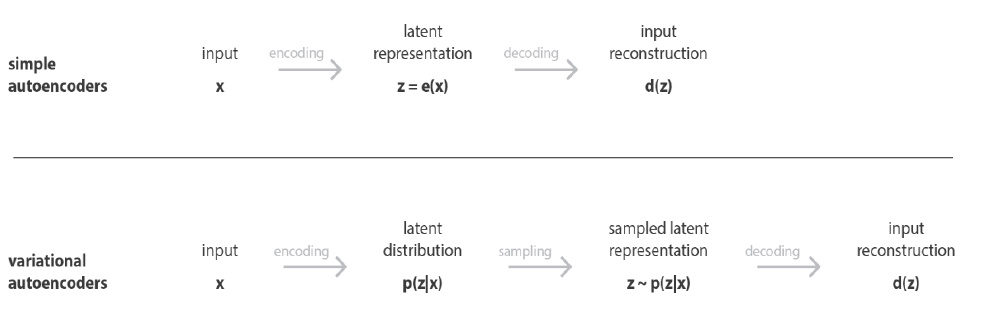 simple
autoencoders
input
x
encoding
latent
representation
z = e(x)
decoding
input
reconstruction
d(z)
variational
autoencoders
input
x
encoding
latent
distribution
p(z|x)
sampling
sampled latent
representation
z ~ p(z|x)
decoding
input
reconstruction
d(z)